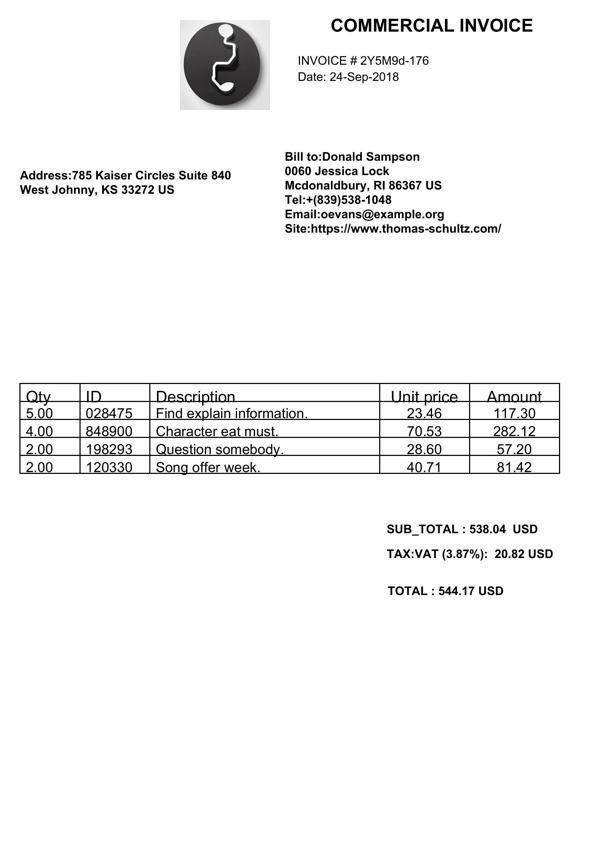 COMMERCIAL INVOICE
INVOICE # 2Y5M9d-176
Date: 24-Sep-2018
Address:785 Kaiser Circles Suite 840
West Johnny, KS 33272 US
Bill to:Donald Sampson
0060 Jessica Lock
Mcdonaldbury, RI 86367 US
Tel:+(839)538-1048
Email:oevans@example.org
Site:https://www.thomas-schultz.com/
Qty ID Description Unit price Amount
5.00 028475 Find explain information. 23.46 117.30
4.00 848900 Character eat must. 70.53 282.12
2.00 198293 Question somebody. 28.60 57.20
2.00 120330 Song offer week. 40.71 81.42
SUB_TOTAL : 538.04 USD
TAX:VAT (3.87%): 20.82 USD
TOTAL : 544.17 USD